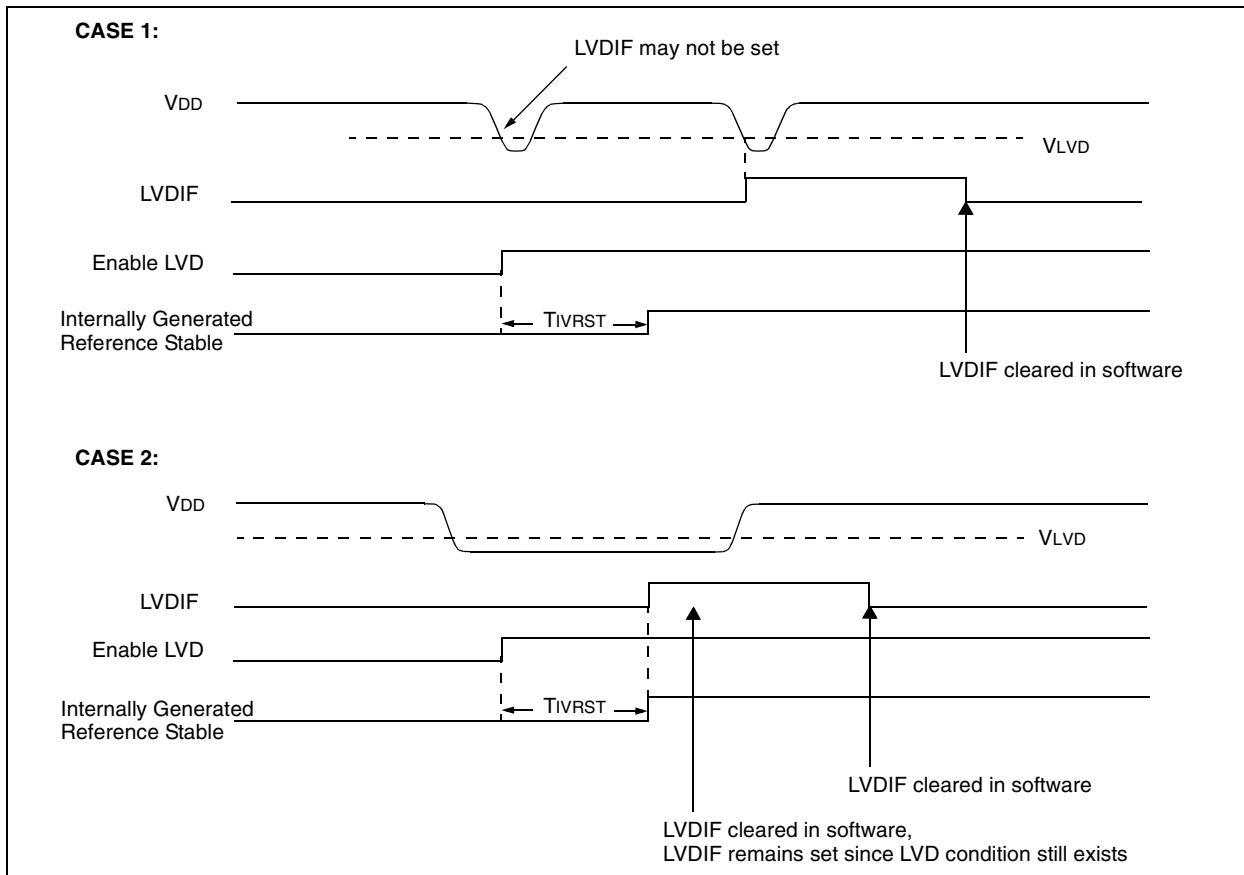 CASE 1:
LVDIF may not be set
VDD
VLVD
LVDIF
Enable LVD
TIVRST
Internally Generated
Reference Stable
LVDIF cleared in software
CASE 2:
VDD
VLVD
LVDIF
Enable LVD
TIVRST
Internally Generated
Reference Stable
LVDIF cleared in software
LVDIF cleared in software,
LVDIF remains set since LVD condition still exists